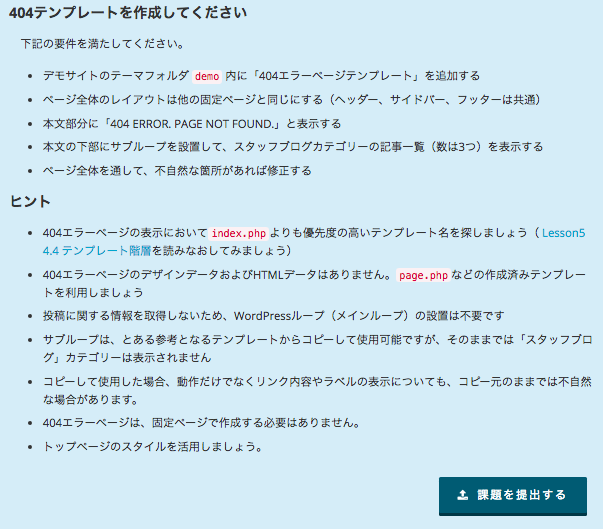 404テンプレートを作成してください
下記の要件を満たしてください。
• デモサイトのテーマフォルダ demo 内に「404エラーページテンプレート」を追加する
• ページ全体のレイアウトは他の固定ページと同じにする（ヘッダー、サイドバー、フッターは共通）
• 本文部分に「404 ERROR. PAGE NOT FOUND.」と表示する
• 本文の下部にサブループを設置して、スタッフブログカテゴリーの記事一覧（数は3つ）を表示する
• ページ全体を通して、不自然な箇所があれば修正する
ヒント
• 404エラーページの表示において index.php よりも優先度の高いテンプレート名を探しましょう（ Lesson5
4.4 テンプレート階層を読みなおしてみましょう）
• 404エラーページのデザインデータおよびHTMLデータはありません。 page.php などの作成済みテンプレー
トを利用しましょう
• 投稿に関する情報を取得しないため、WordPressループ（メインループ）の設置は不要です
• サブループは、とある参考となるテンプレートからコピーして使用可能ですが、そのままでは「スタッフブロ
グ」カテゴリーは表示されません
• コピーして使用した場合、動作だけでなくリンク内容やラベルの表示についても、コピー元のままでは不自然
な場合があります。
• 404エラーページは、固定ページで作成する必要はありません。
• トップページのスタイルを活用しましょう。
課題を提出する